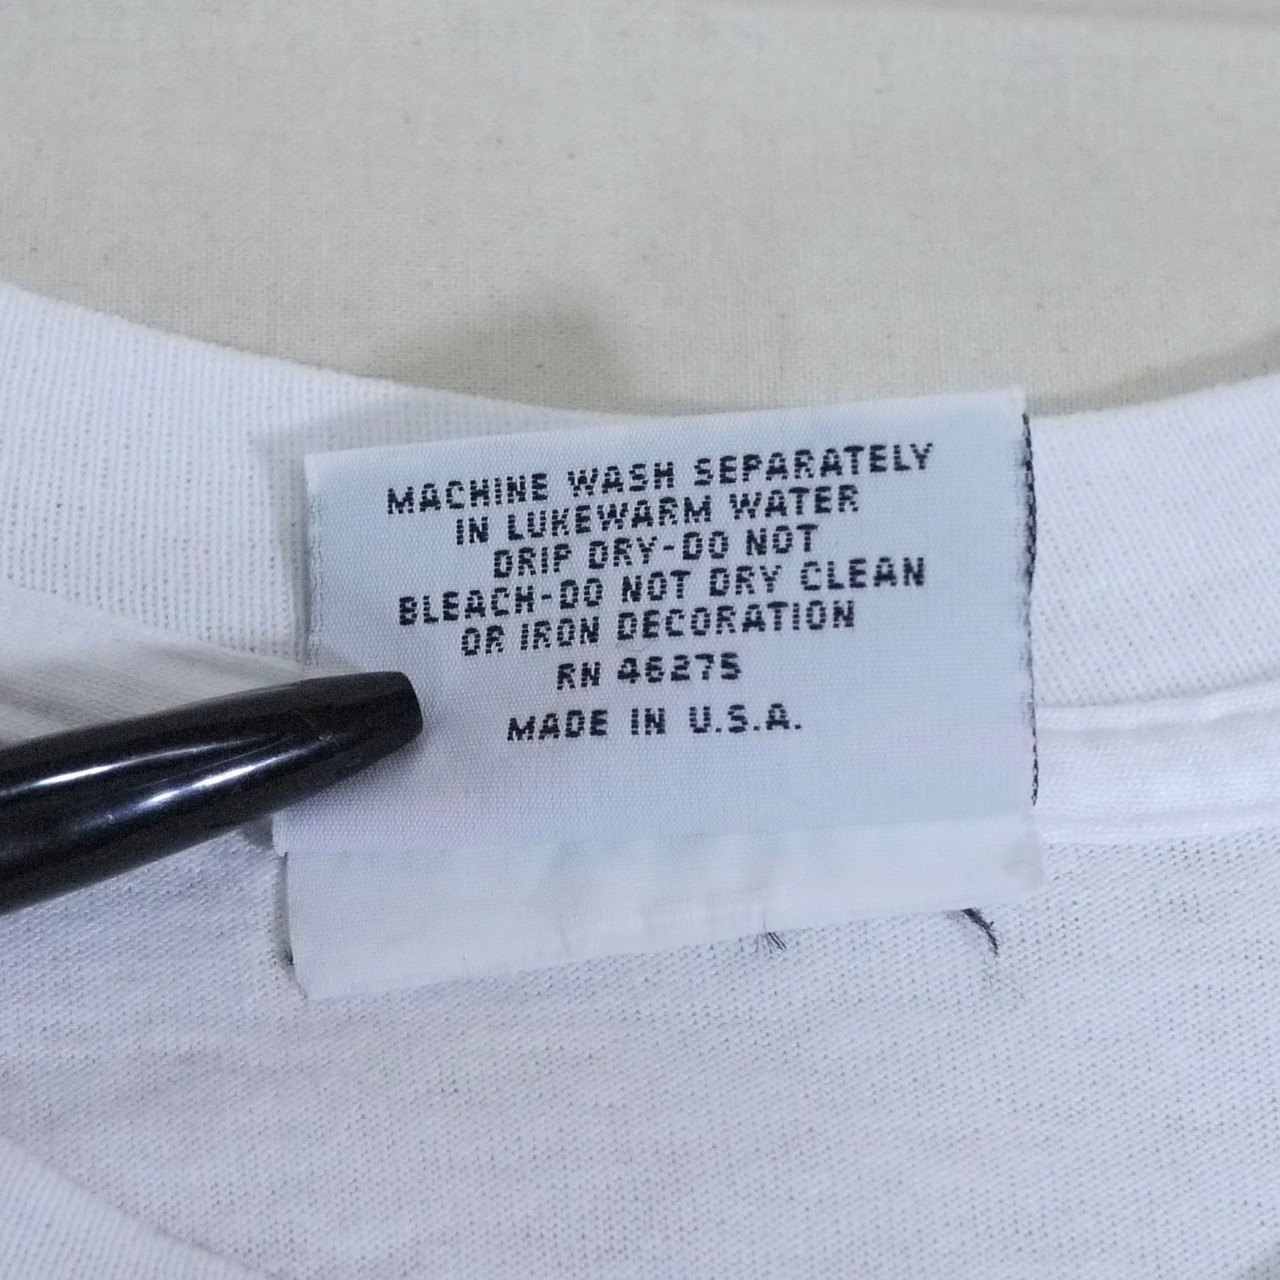 MACHINE WASH SEPARATELY
IN LUKEWARM WATER
DRIP DRY-DO NOT
BLEACH-DO NOT DRY CLEAN
OR IRON DECORATION
RN 46275
MADE IN U.S.A.